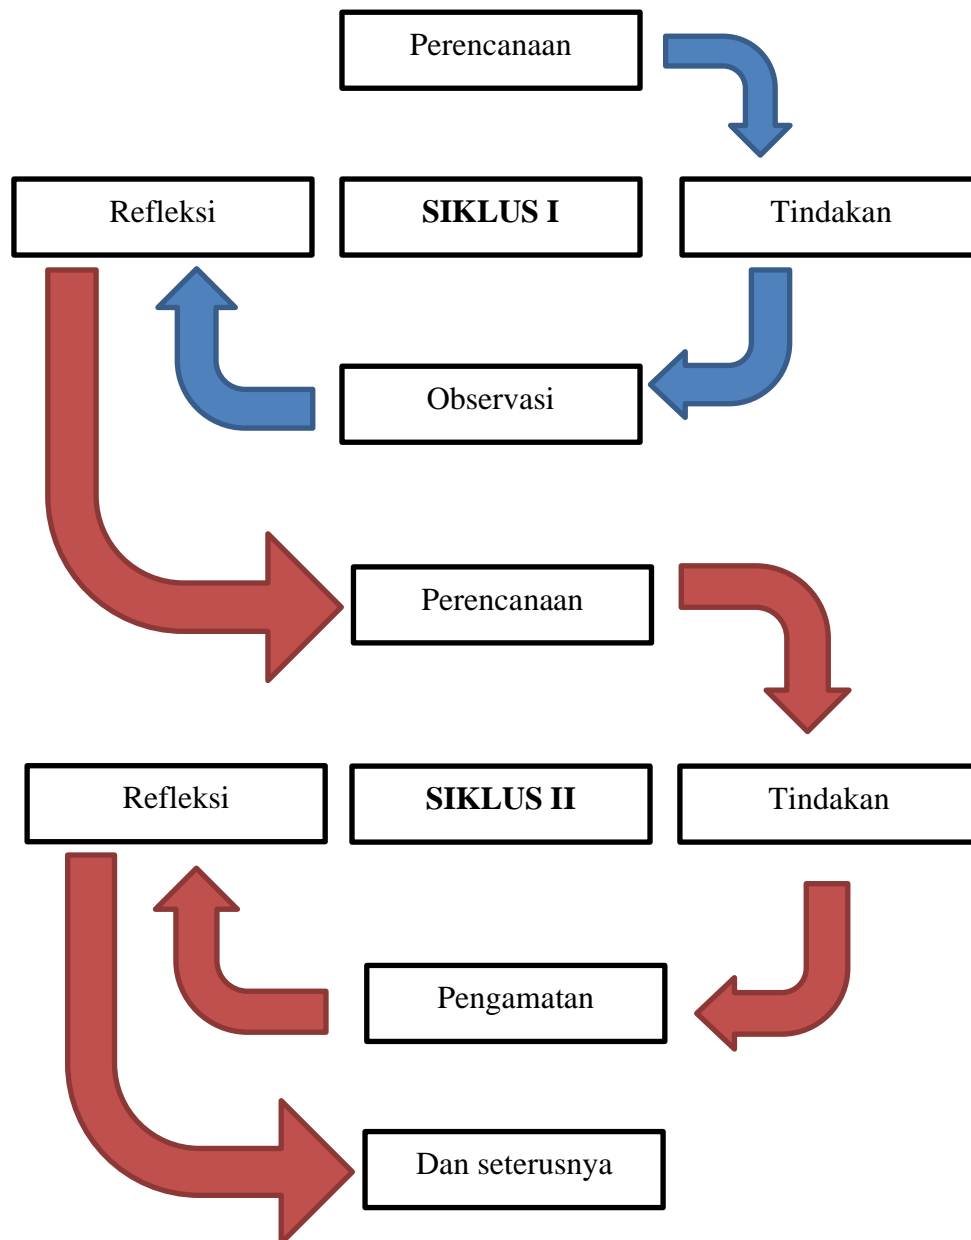 Perencanaan
Refleksi
SIKLUS I
Tindakan
Observasi
Perencanaan
Refleksi
SIKLUS II
Tindakan
Pengamatan
Dan seterusnya